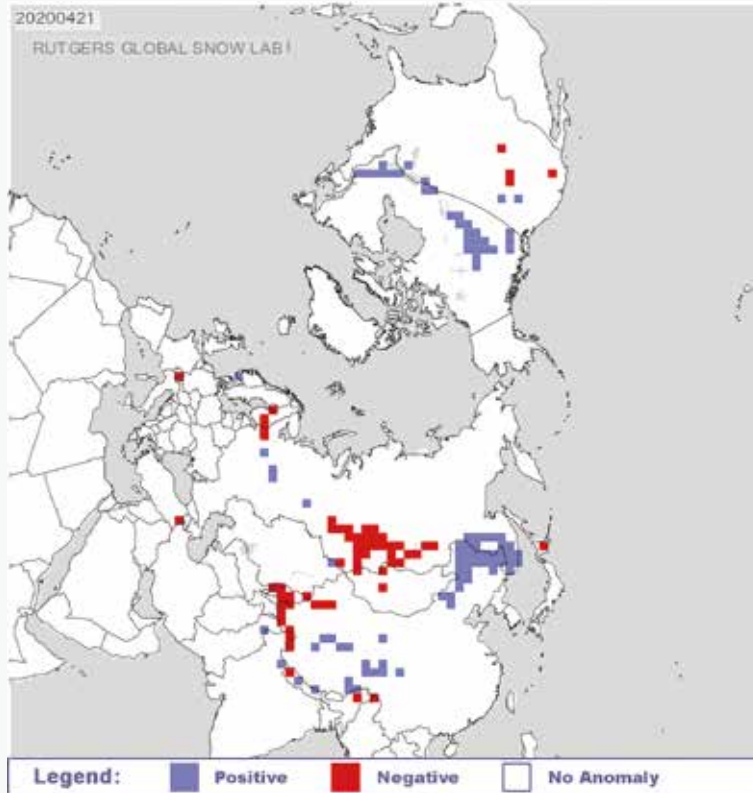 20200421
RUTGERS GLOBAL SNOW LAB!
Legend: Positive Negative No Anomaly